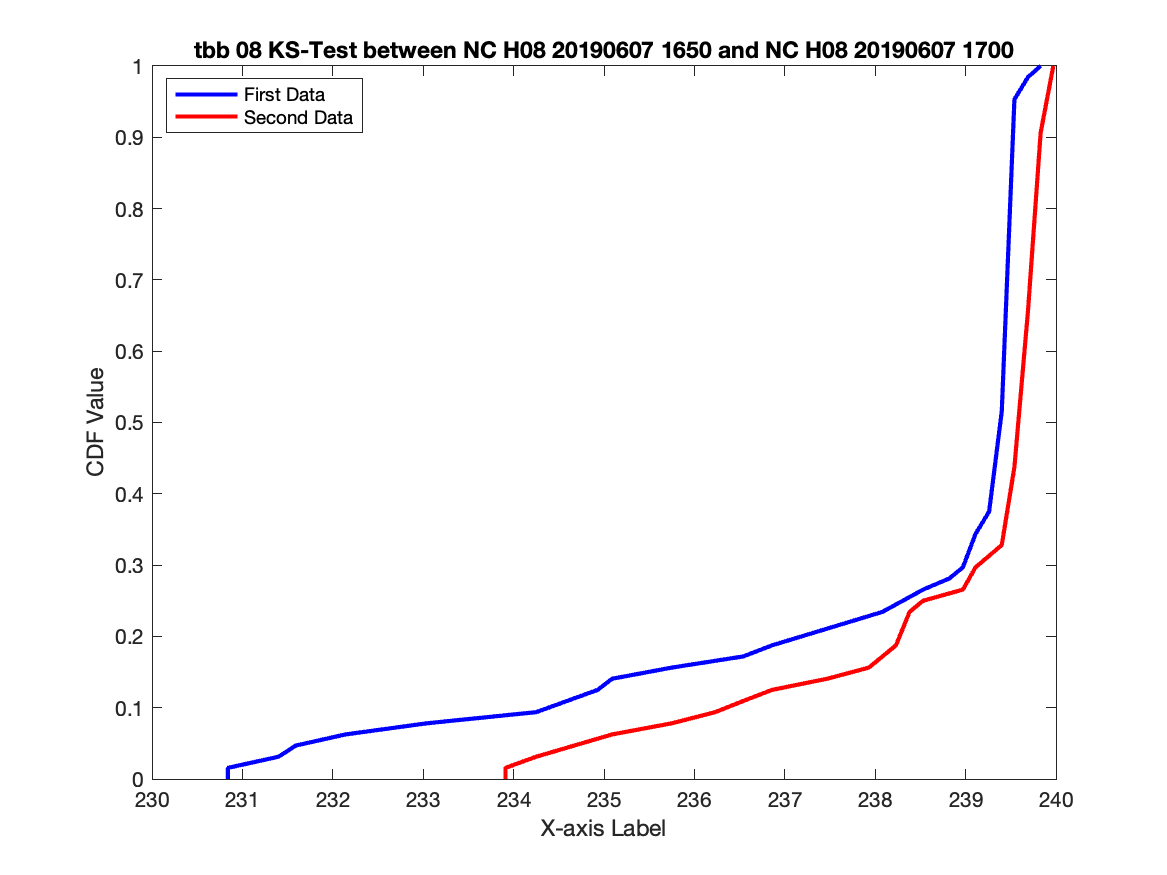 tbb 08 KS-Test between NC H08 20190607 1650 and NC H08 20190607 1700
First Data
Second Data
1
0.9
0.8
0.7
0.6
0.5
0.4
0.3
0.2
0.1
0
CDF Value
230 231 232 233 234 235 236 237 238 239 240
X-axis Label